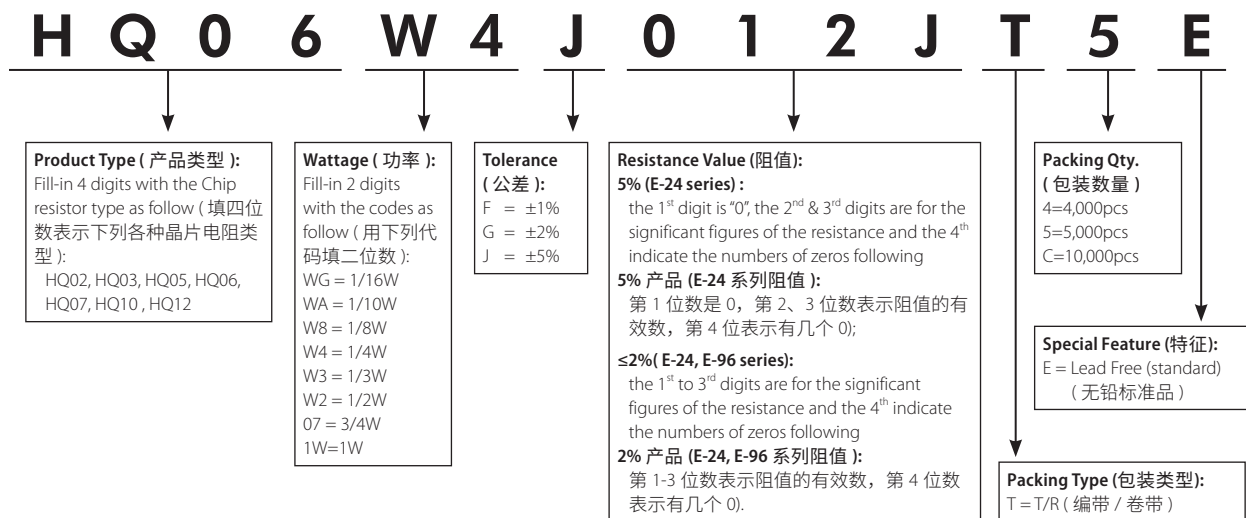 H Q 0 6 W 4 J 0 1 2 J T 5 E
Product Type ( 产品类型 ):
Fill-in 4 digits with the Chip
resistor type as follow ( 填四位
数表示下列各种晶片电阻类
型 ):
HQ02, HQ03, HQ05, HQ06,
HQ07, HQ10 , HQ12
Wattage ( 功率 ):
Fill-in 2 digits
with the codes as
follow ( 用下列代
码填二位数 ):
WG = 1/16W
WA = 1/10W
W8 = 1/8W
W4 = 1/4W
W3 = 1/3W
W2 = 1/2W
07 = 3/4W
1W=1W
Tolerance
( 公差 ):
F = ±1%
G = ±2%
J = ±5%
Resistance Value (阻值):
5% (E-24 series) :
the 1st digit is "0", the 2nd & 3rd digits are for the
significant figures of the resistance and the 4th
indicate the numbers of zeros following
5% 产品 (E-24 系列阻值 ):
第 1 位数是 0，第 2、3 位数表示阻值的有
效数，第 4 位表示有几个 0);
≤2%( E-24, E-96 series):
the 1st to 3rd digits are for the significant
figures of the resistance and the 4th indicate
the numbers of zeros following
2% 产品 (E-24, E-96 系列阻值 ):
第 1-3 位数表示阻值的有效数，第 4 位数
表示有几个 0).
Packing Qty.
( 包装数量 )
4=4,000pcs
5=5,000pcs
C=10,000pcs
Special Feature (特征):
E = Lead Free (standard)
( 无铅标准品 )
Packing Type (包装类型):
T = T/R ( 编带 / 卷带 )